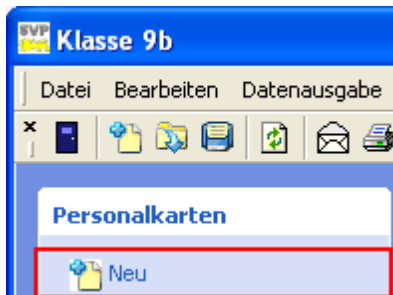 SVP
Klasse 9b
Datei Bearbeiten Datenausgabe
Personalkarten
Neu